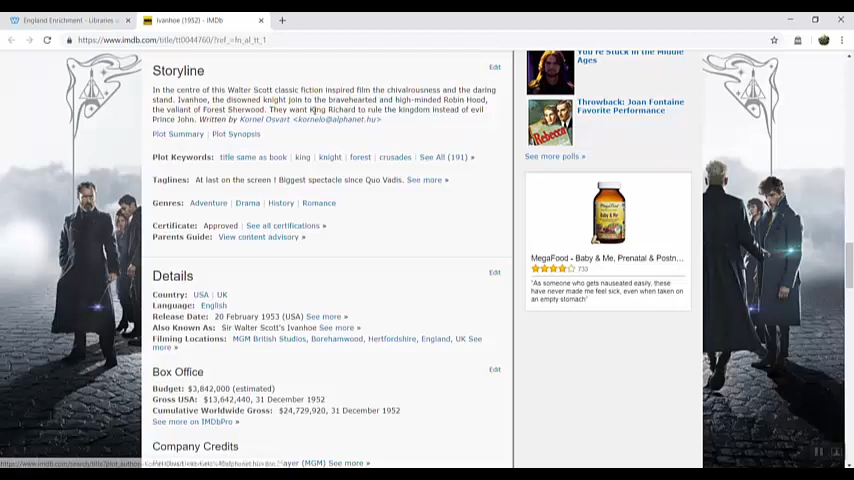 England Enrichment - Libraries
Ivanhoe (1952) - IMDb
https://www.imdb.com/title/tt0044760/?ref_=fn_al_tt_1
Storyline
Edit
In the centre of this Walter Scott classic fiction inspired film the chivalrousness and the daring
stand. Ivanhoe, the disowned knight join to the bravehearted and high-minded Robin Hood,
the valiant of Forest Sherwood. They want King Richard to rule the kingdom instead of evil
Prince John. Written by Kornel Osvart <kornelo@alphanet.hu>
Plot Summary | Plot Synopsis
Plot Keywords: title same as book | king | knight | forest | crusades | See All (191) »
Taglines: At last on the screen ! Biggest spectacle since Quo Vadis. See more »
Genres: Adventure | Drama | History | Romance
Certificate: Approved | See all certifications »
Parents Guide: View content advisory »
Details
Edit
Country: USA | UK
Language: English
Release Date: 20 February 1953 (USA) See more »
Also Known As: Sir Walter Scott's Ivanhoe See more »
Filming Locations: MGM British Studios, Borehamwood, Hertfordshire, England, UK See
more »
Box Office
Edit
Budget: $3,842,000 (estimated)
Gross USA: $13,642,440, 31 December 1952
Cumulative Worldwide Gross: $24,729,920, 31 December 1952
See more on IMDbPro »
Company Credits
(MGM) See more »
You're Stuck in the Middle
Ages
Throwback: Joan Fontaine
Favorite Performance
Rebecca
See more polls »
MegaFood
Baby & Me
MegaFood - Baby & Me, Prenatal & Postn...
733
"As someone who gets nauseated easily, these
have never made me feel sick, even when taken on
an empty stomach"